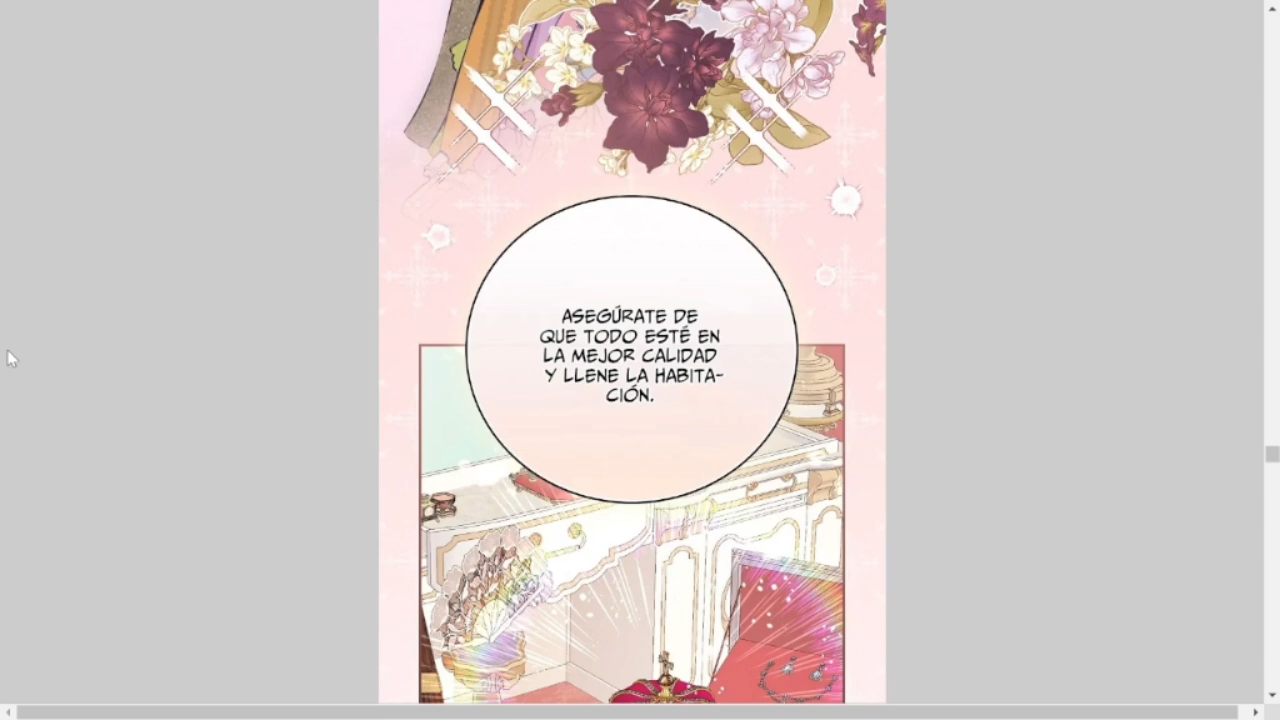 ASEGÚRATE DE
QUE TODO ESTÉ EN
LA MEJOR CALIDAD
Y LLENE LA HABITA-
CIÓN.